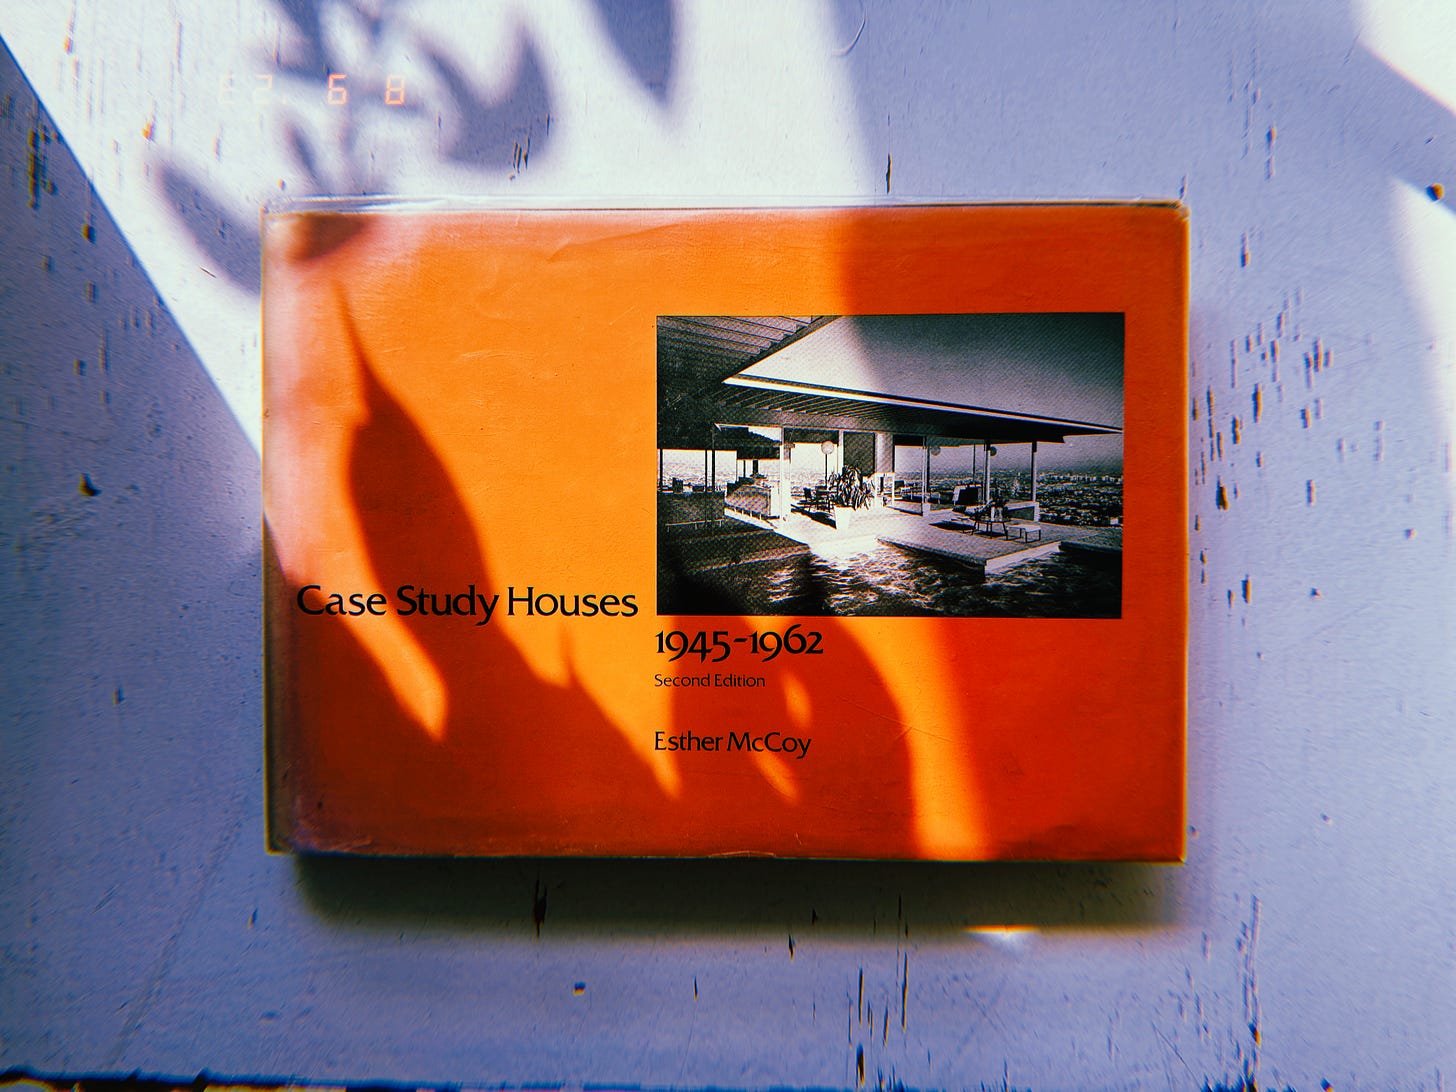 Case Study Houses
1945-1962
Second Edition
Esther McCoy